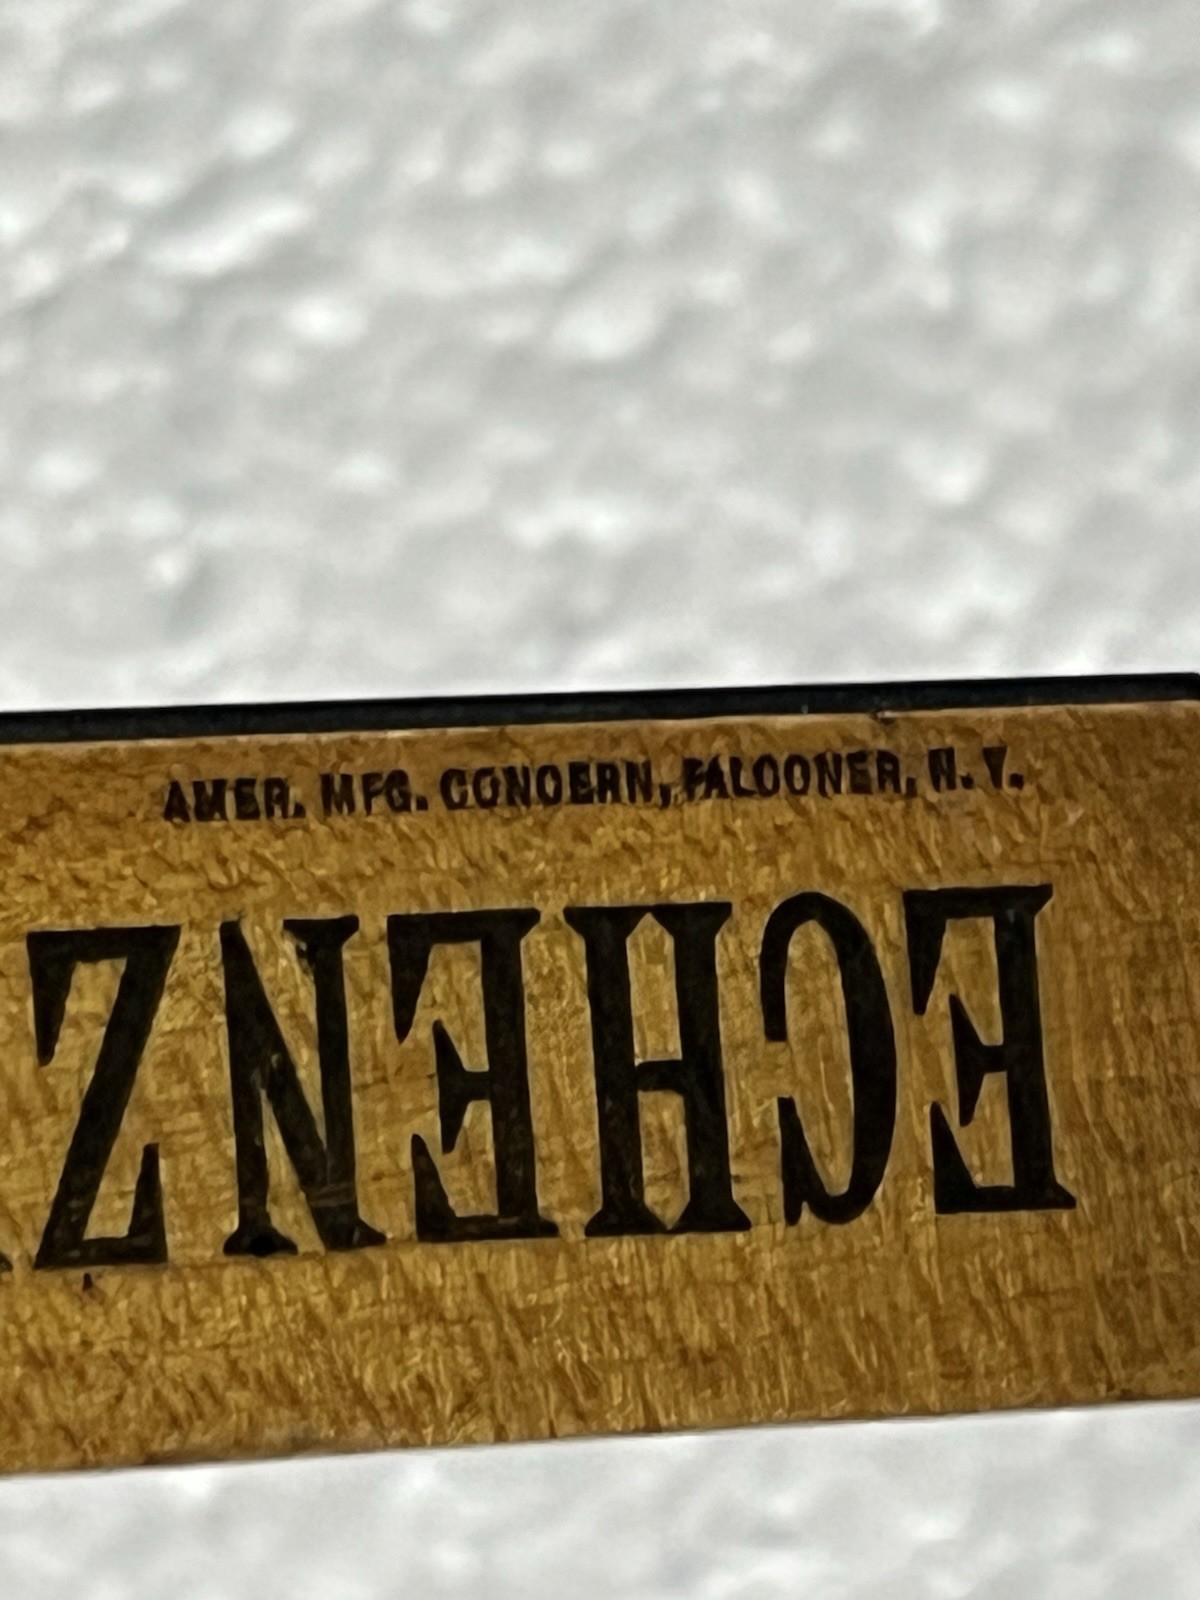 AMER. MFG. CONCERN, FALCONER, N. Y.
ECHENZ